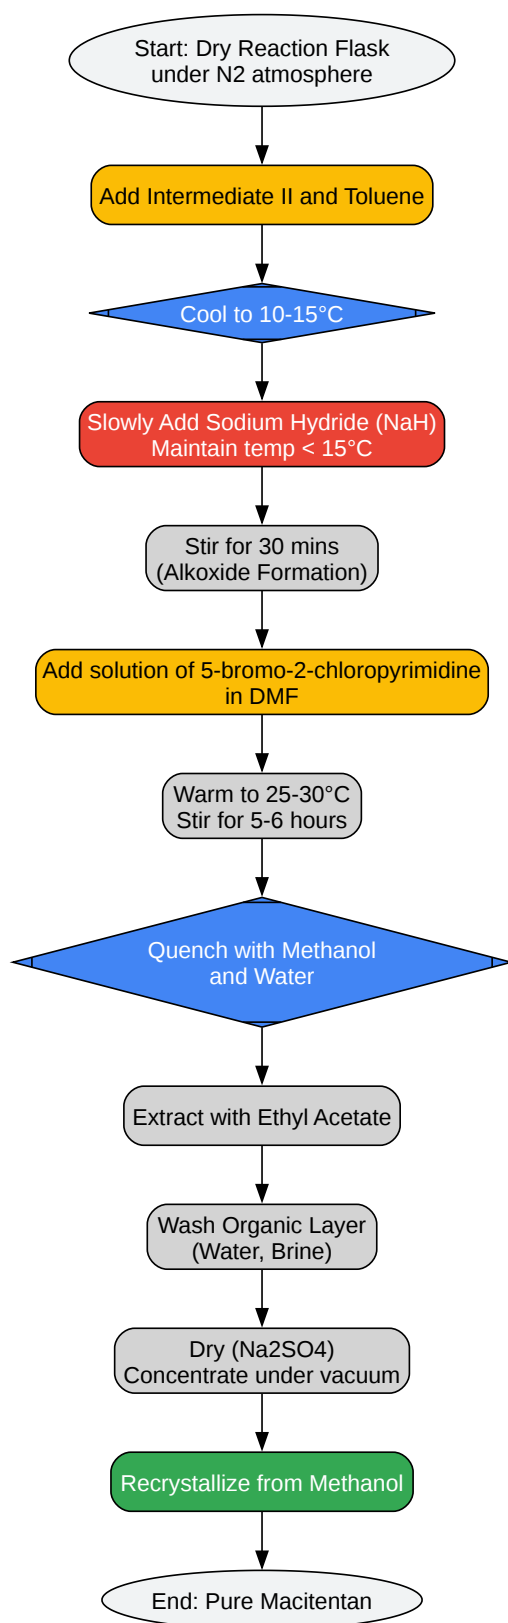 Start: Dry Reaction Flask
under N2 atmosphere
Add Intermediate II and Toluene
Cool to 10-15°C
Slowly Add Sodium Hydride (NaH)
Maintain temp < 15°C
Stir for 30 mins
(Alkoxide Formation)
Add solution of 5-bromo-2-chloropyrimidine
in DMF
Warm to 25-30°C
Stir for 5-6 hours
Quench with Methanol
and Water
Extract with Ethyl Acetate
Wash Organic Layer
(Water, Brine)
Dry (Na2SO4)
Concentrate under vacuum
Recrystallize from Methanol
End: Pure Macitentan